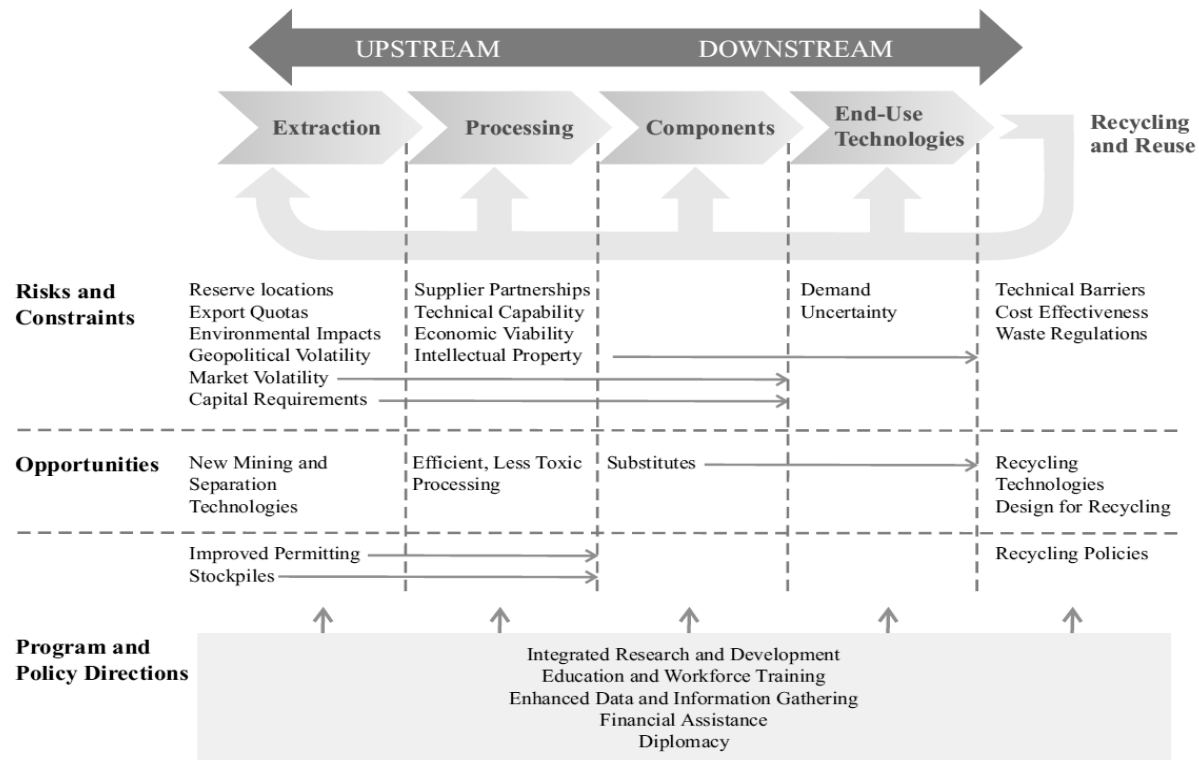 UPSTREAM DOWNSTREAM
Extraction
Processing
Components
End-Use
Technologies
Recycling
and Reuse
Risks and
Constraints
Reserve locations
Export Quotas
Environmental Impacts
Geopolitical Volatility
Market Volatility
Capital Requirements
Supplier Partnerships
Technical Capability
Economic Viability
Intellectual Property
Demand
Uncertainty
Technical Barriers
Cost Effectiveness
Waste Regulations
Opportunities
New Mining and
Separation
Technologies
Efficient, Less Toxic
Processing
Substitutes
Recycling
Technologies
Design for Recycling
Improved Permitting
Stockpiles
Recycling Policies
Program and
Policy Directions
Integrated Research and Development
Education and Workforce Training
Enhanced Data and Information Gathering
Financial Assistance
Diplomacy